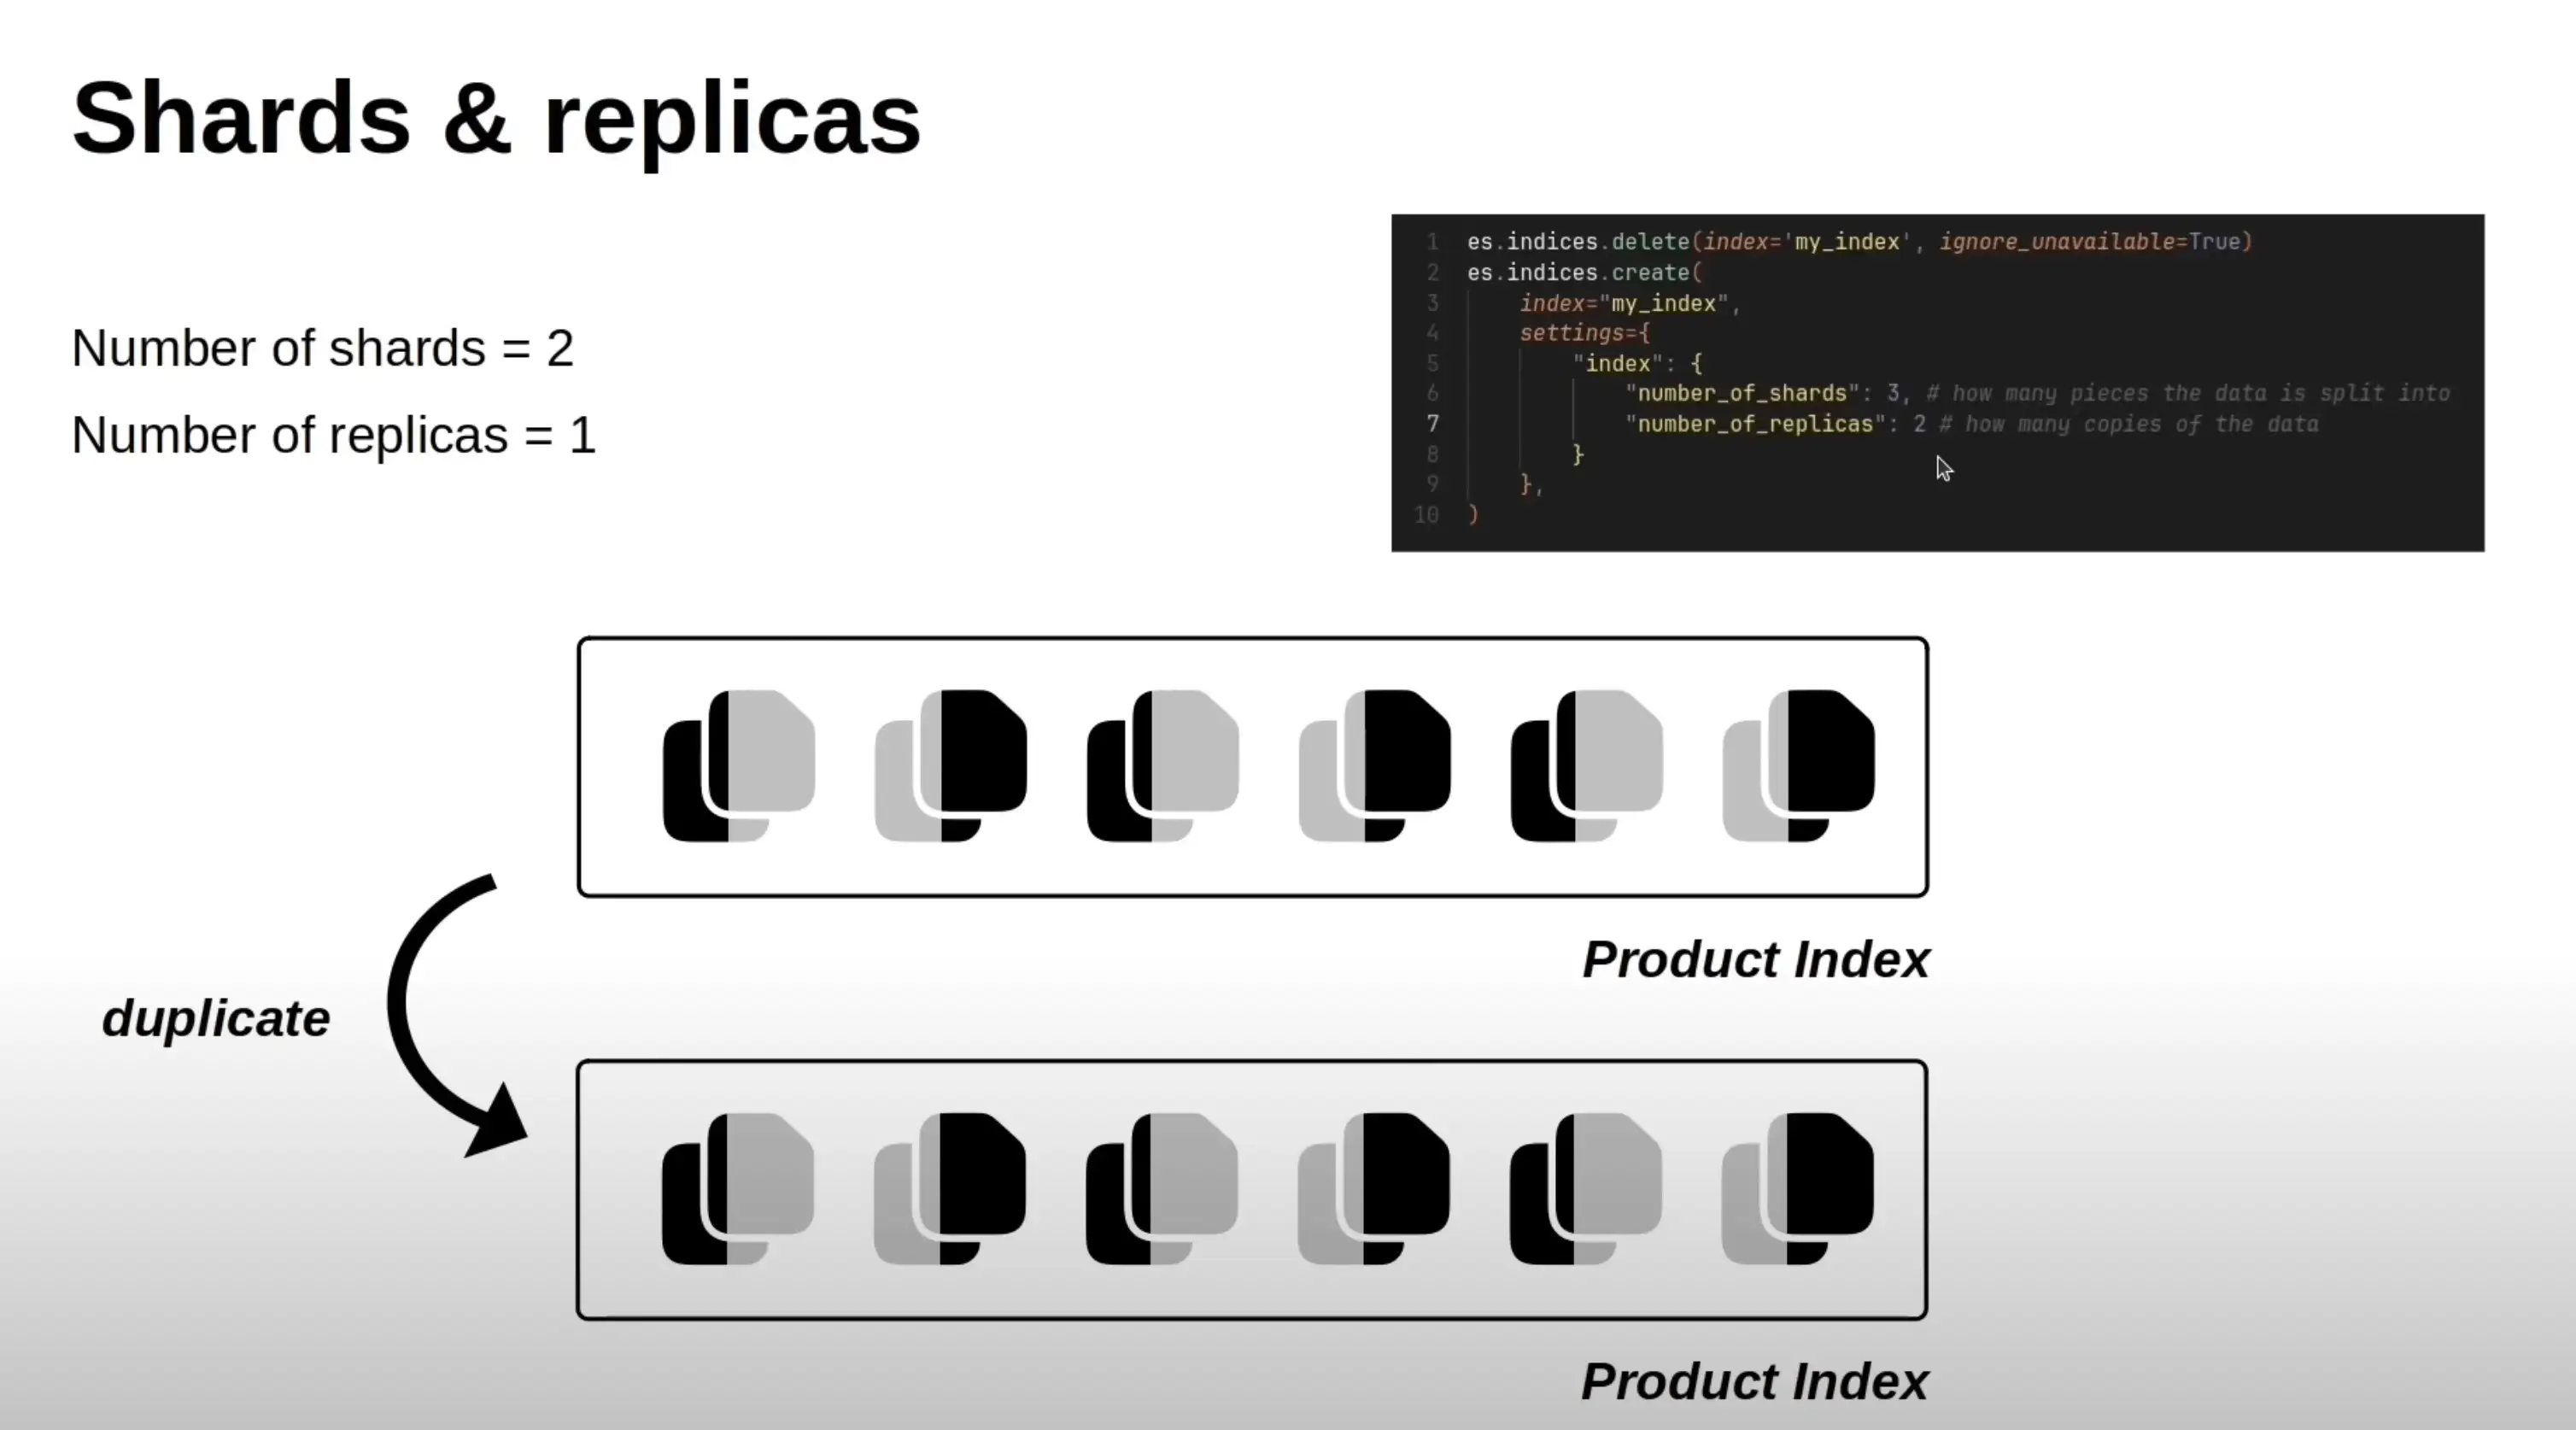 Shards & replicas
Number of shards = 2
Number of replicas = 1
1 es.indices.delete(index='my_index', ignore_unavailable=True)
2 es.indices.create(
3 index="my_index",
4 settings={
5 "index": {
6 "number_of_shards": 3, # how many pieces the data is split into
7 "number_of_replicas": 2 # how many copies of the data
8 }
9 },
10 )
Product Index
duplicate
Product Index